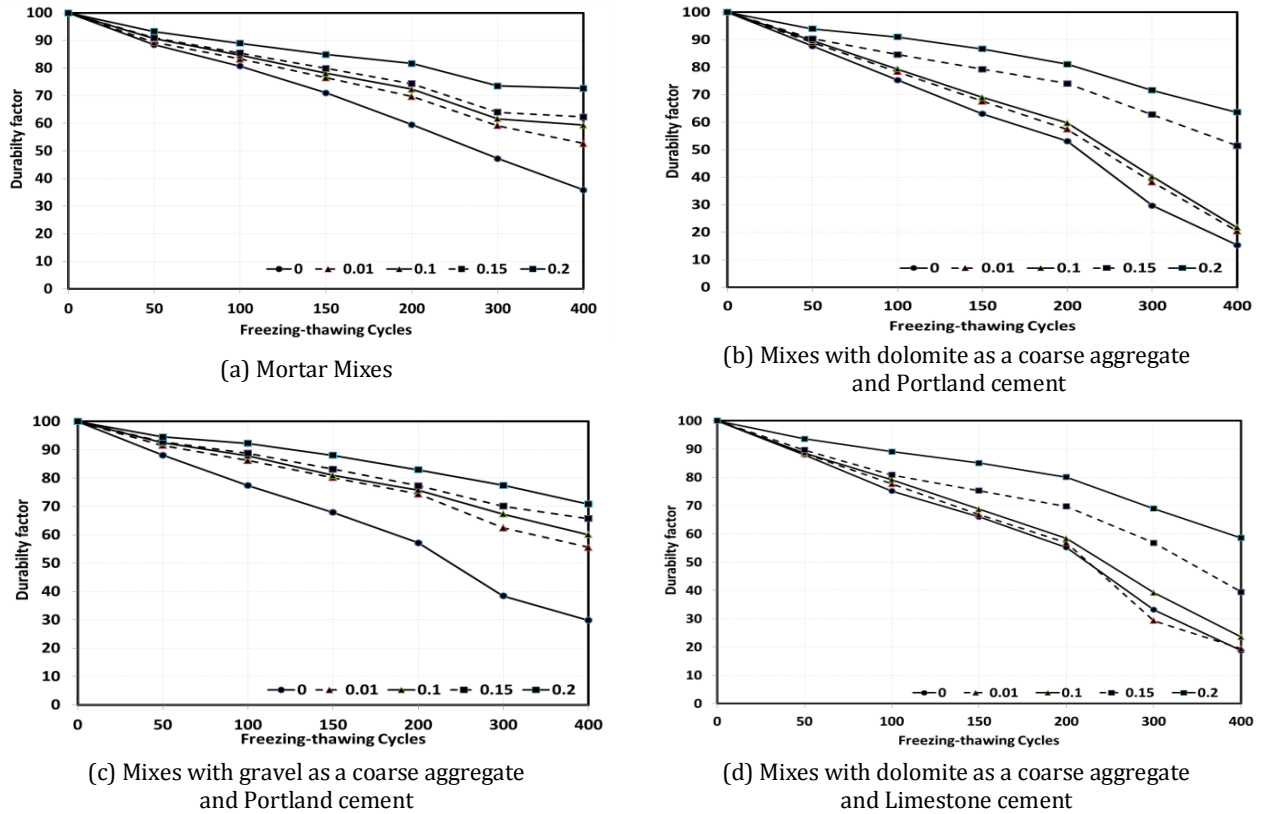 100
90
80
70
60
50
40
30
20
10
0
Durabilty factor
0 0.01 0.1 0.15 0.2
0 50 100 150 200 300 400
Freezing-thawing Cycles
(a) Mortar Mixes
100
90
80
70
60
50
40
30
20
10
0
Durabilty factor
0 0.01 0.1 0.15 0.2
0 50 100 150 200 300 400
Freezing-thawing Cycles
(b) Mixes with dolomite as a coarse aggregate
and Portland cement
100
90
80
70
60
50
40
30
20
10
0
Durabilty factor
0 0.01 0.1 0.15 0.2
0 50 100 150 200 300 400
Freezing-thawing Cycles
(c) Mixes with gravel as a coarse aggregate
and Portland cement
100
90
80
70
60
50
40
30
20
10
0
Durabilty factor
0 0.01 0.1 0.15 0.2
0 50 100 150 200 300 400
Freezing-thawing Cycles
(d) Mixes with dolomite as a coarse aggregate
and Limestone cement